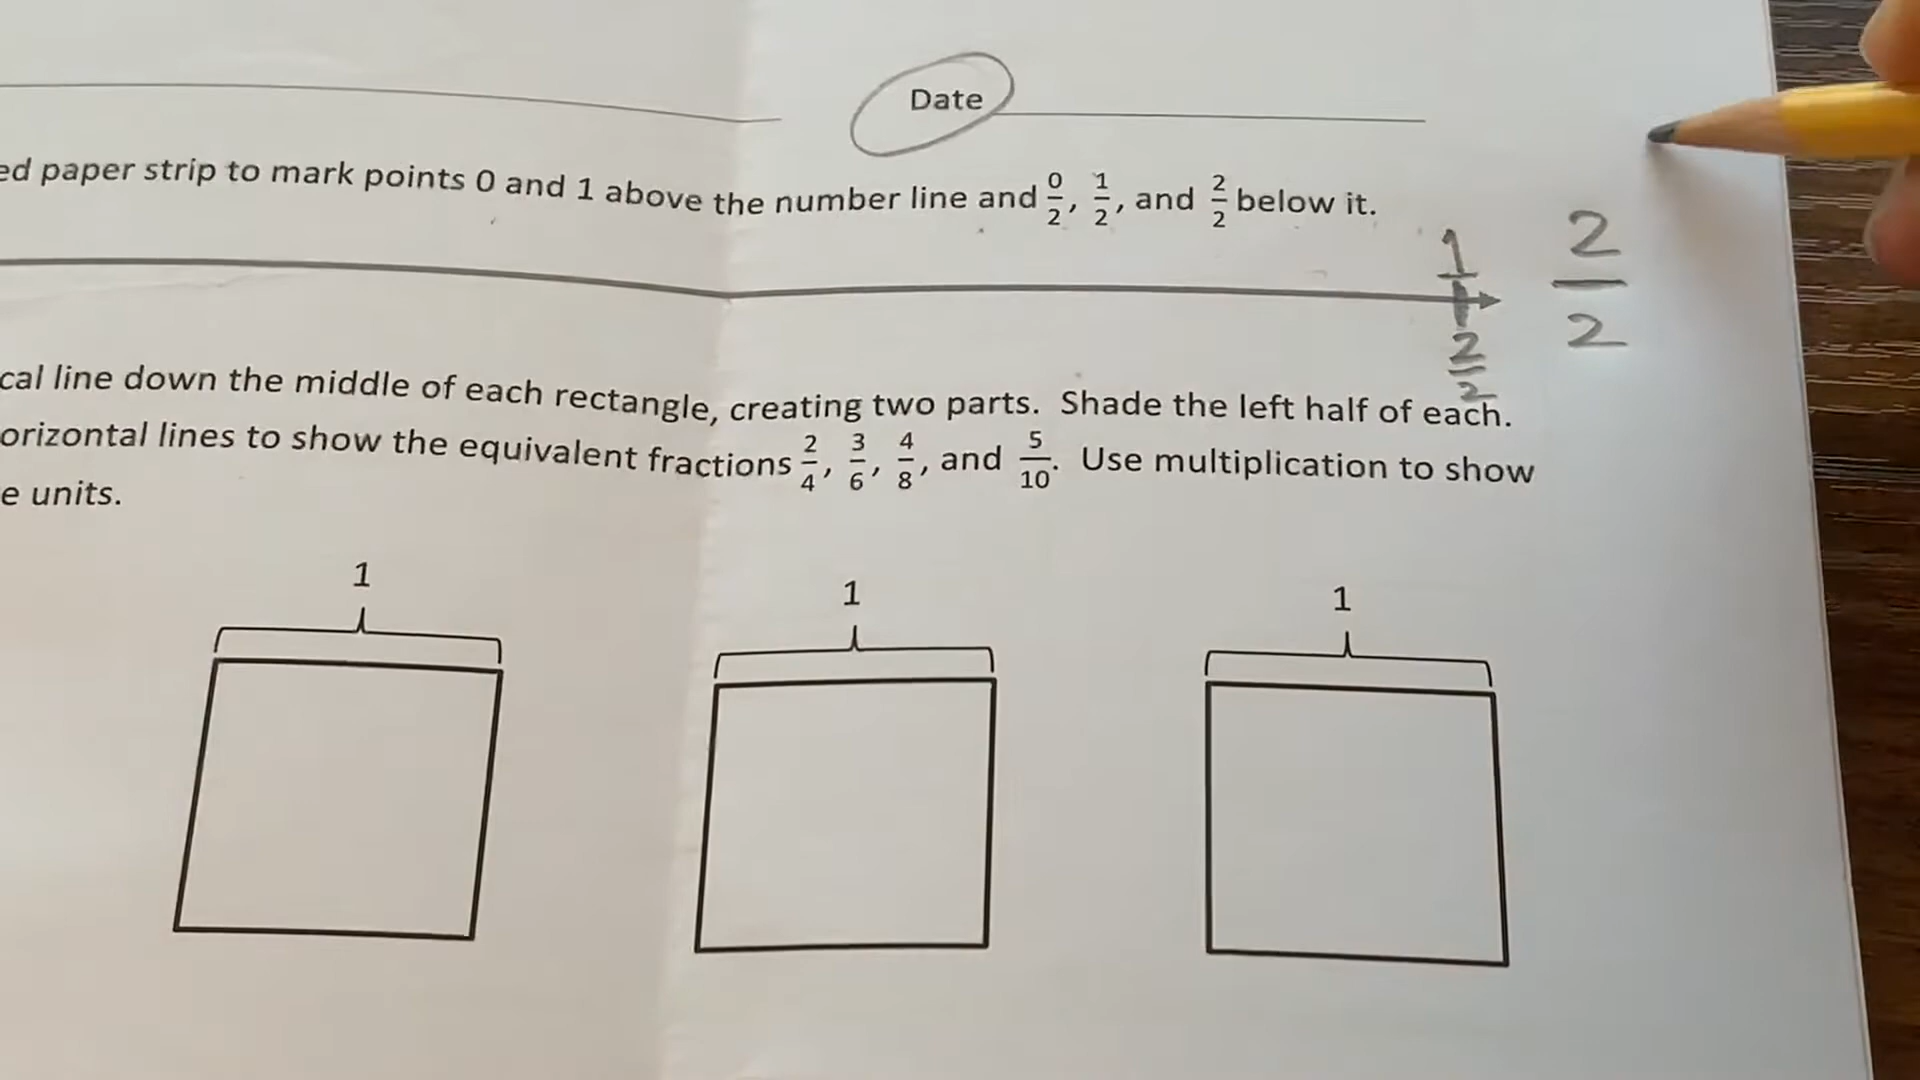 Date
ed paper strip to mark points 0 and 1 above the number line and 0/2, 1/2, and 2/2 below it.
1
2/2
2/2
cal line down the middle of each rectangle, creating two parts. Shade the left half of each.
orizontal lines to show the equivalent fractions 2/4, 3/6, 4/8, and 5/10. Use multiplication to show
e units.
1 1 1